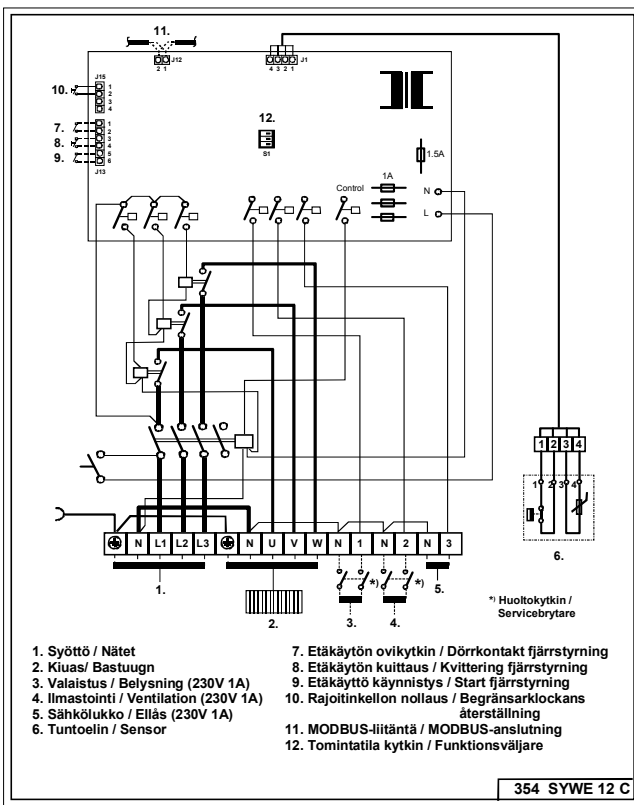 11.
J12
2 1
J1
4 3 2 1
J15
10.
1
2
3
4
7.
8.
9.
1
2
3
4
5
6
J13
12.
S1
1.5A
1A
Control
N
L
1 2 3 4
1 2 3 4
6.
N L1 L2 L3 N U V W N 1 N 2 N 3
*) *)
1. 2. 3. 4. 5.
*) Huoltokytkin /
Servicebrytare
1. Syöttö / Nätet
2. Kiuas/ Bastuugn
3. Valaistus / Belysning (230V 1A)
4. Ilmastointi / Ventilation (230V 1A)
5. Sähkölukko / Ellås (230V 1A)
6. Tuntoelin / Sensor
7. Etäkäytön ovikytkin / Dörrkontakt fjärrstyrning
8. Etäkäytön kuittaus / Kvittering fjärrstyrning
9. Etäkäyttö käynnistys / Start fjärrstyrning
10. Rajoitinkellon nollaus / Begränsarklockans
återställning
11. MODBUS-liitäntä / MODBUS-anslutning
12. Tomintatila kytkin / Funktionsväljare
354 SYWE 12 C